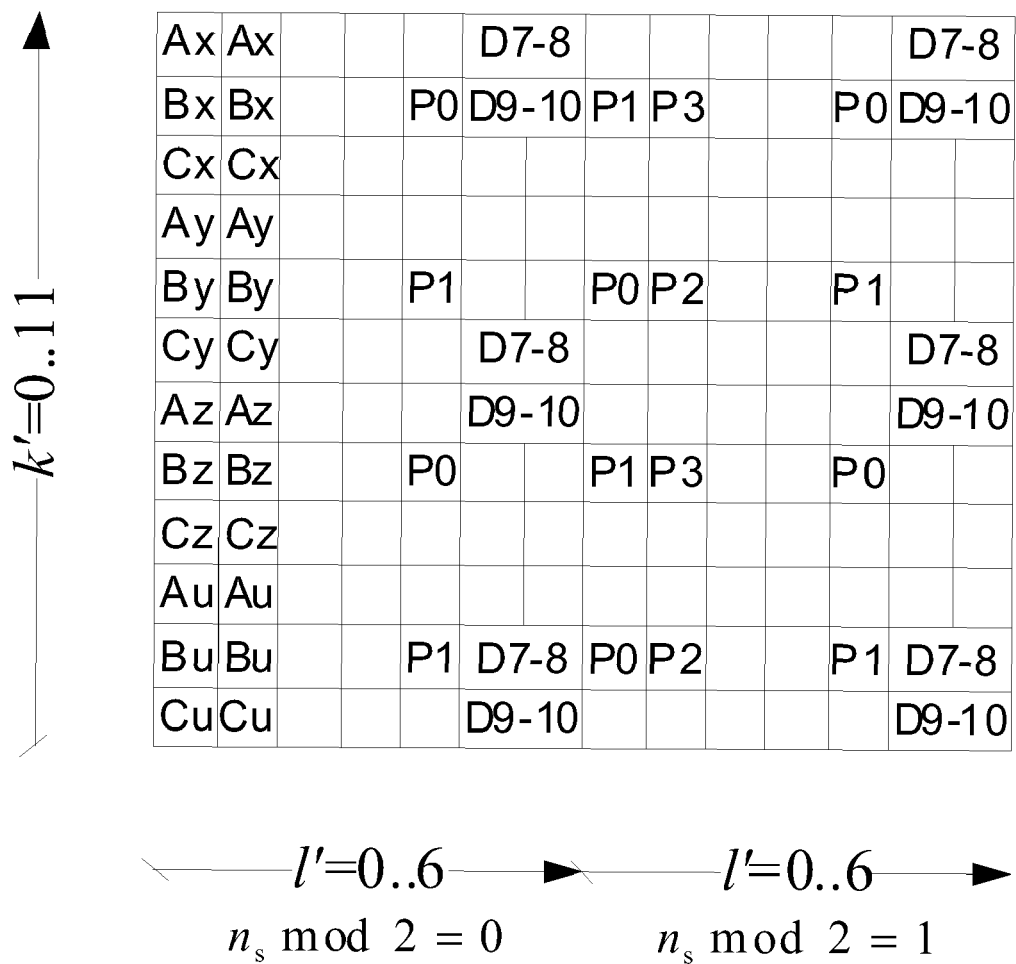 Ax Ax D7-8 D7-8
Bx Bx P0 D9-10 P1 P3 P0 D9-10
Cx Cx
Ay Ay
By By P1 P0 P2 P1
Cy Cy D7-8 D7-8
Az Az D9-10 D9-10
Bz Bz P0 P1 P3 P0
Cz Cz
Au Au
Bu Bu P1 D7-8 P0 P2 P1 D7-8
Cu Cu D9-10 D9-10
k'=0..11
l'=0..6 l'=0..6
n_s mod 2 = 0 n_s mod 2 = 1